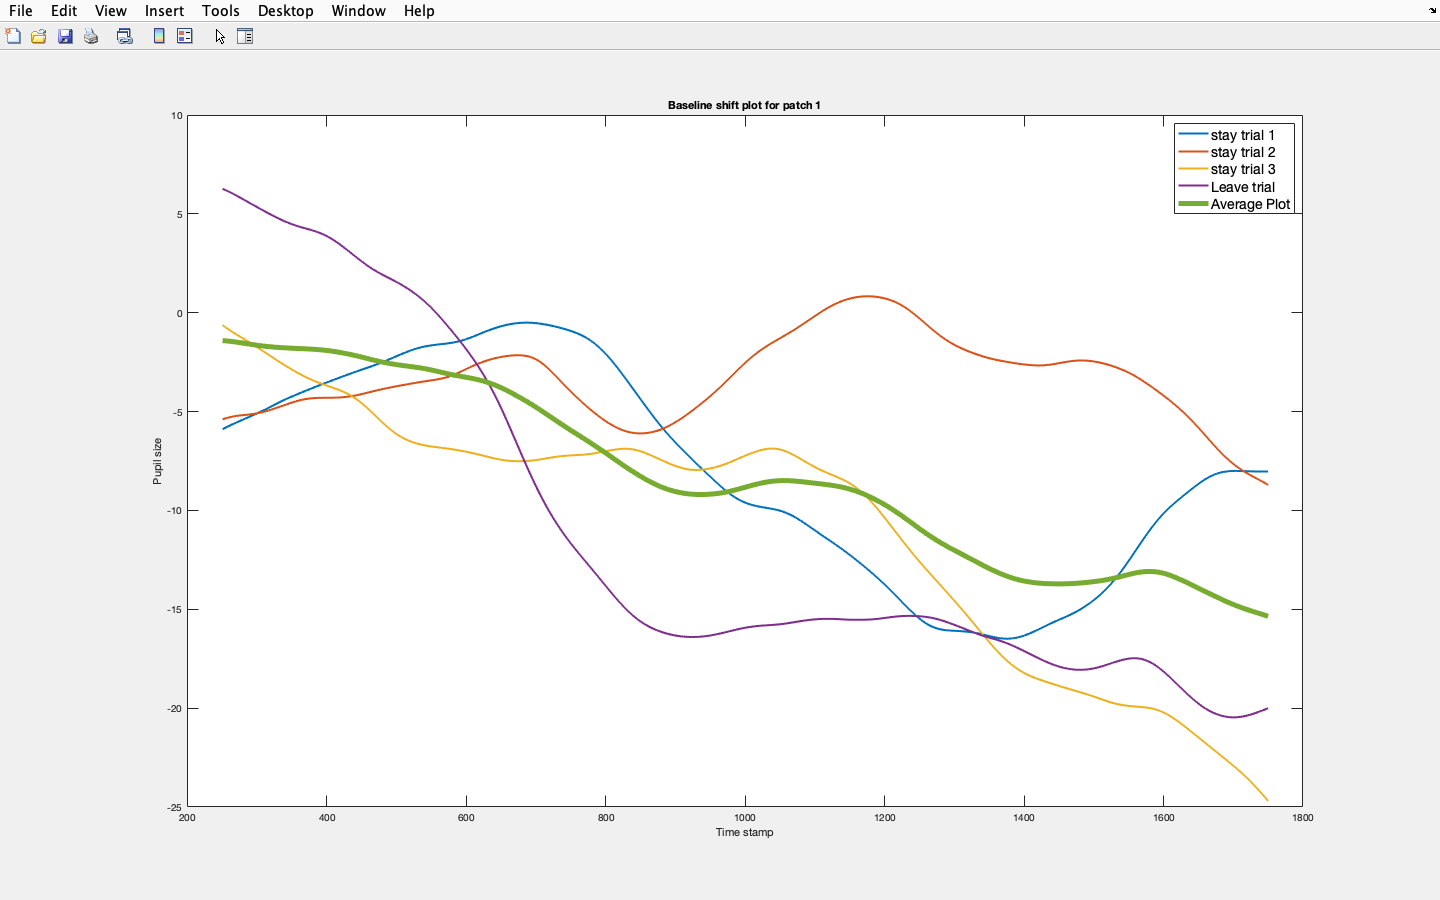 File Edit View Insert Tools Desktop Window Help
Baseline shift plot for patch 1
stay trial 1
stay trial 2
stay trial 3
Leave trial
Average Plot
10
5
0
-5
-10
-15
-20
-25
Pupil size
200 400 600 800 1000 1200 1400 1600 1800
Time stamp